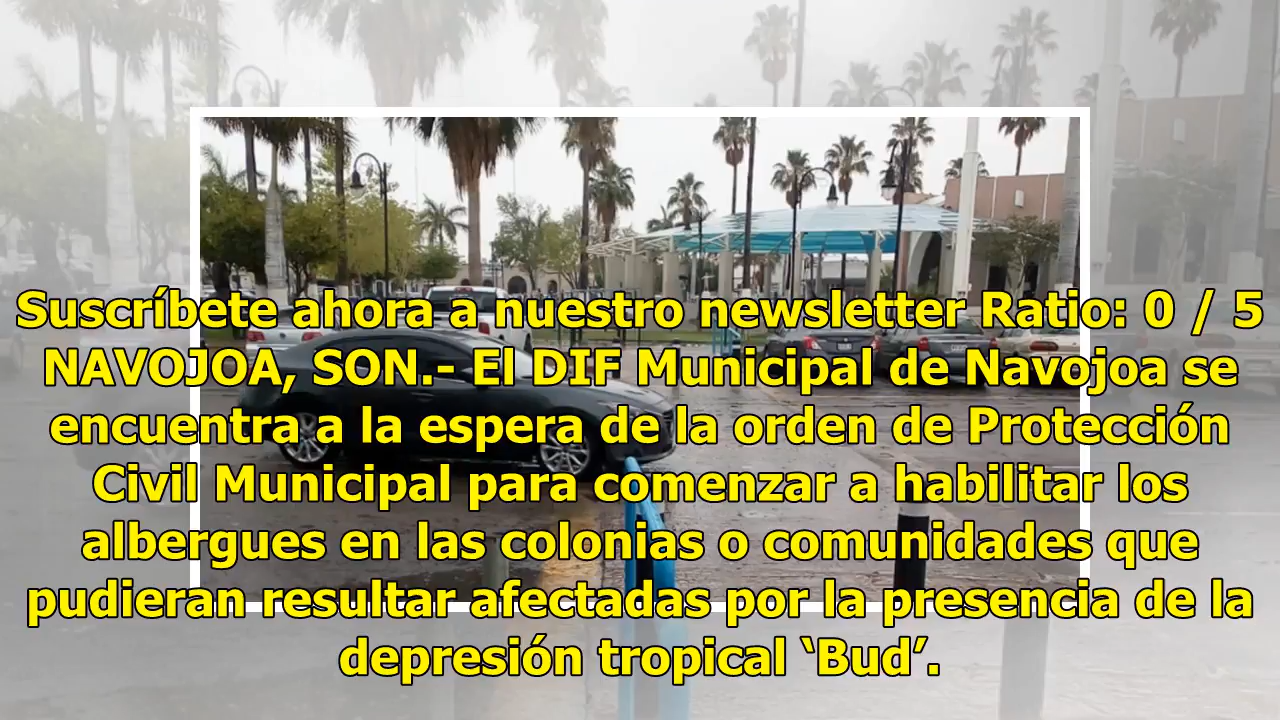 Suscríbete ahora a nuestro newsletter Ratio: 0 / 5
NAVOJOA, SON.- El DIF Municipal de Navojoa se
encuentra a la espera de la orden de Protección
Civil Municipal para comenzar a habilitar los
albergues en las colonias o comunidades que
pudieran resultar afectadas por la presencia de la
depresión tropical ‘Bud’.